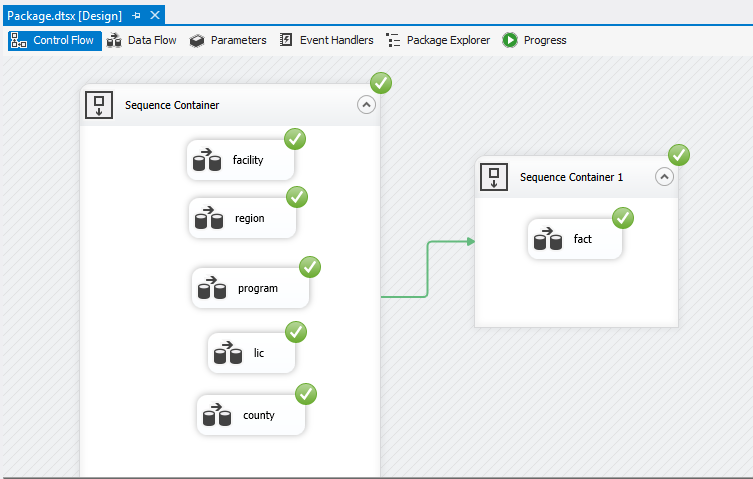 Package.dtsx [Design]
Control Flow Data Flow Parameters Event Handlers Package Explorer Progress
Sequence Container
facility
region
program
lic
county
Sequence Container 1
fact